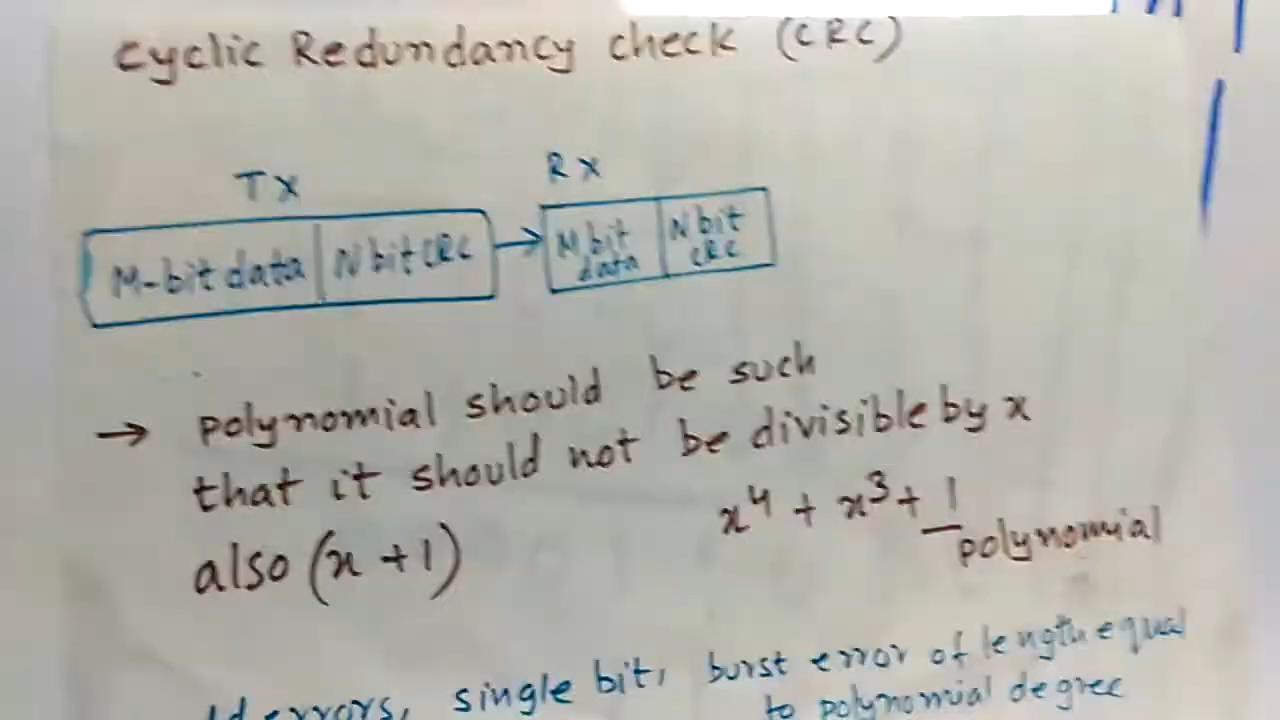 Cyclic Redundancy check (CRC)
TX
RX
M-bit data | N bit CRC → M bit data | N bit CRC
→ polynomial should be such
that it should not be divisible by x
x⁴ + x³ + 1
polynomial
also (x + 1)
errors, single bit, burst error of length equal
to polynomial degree